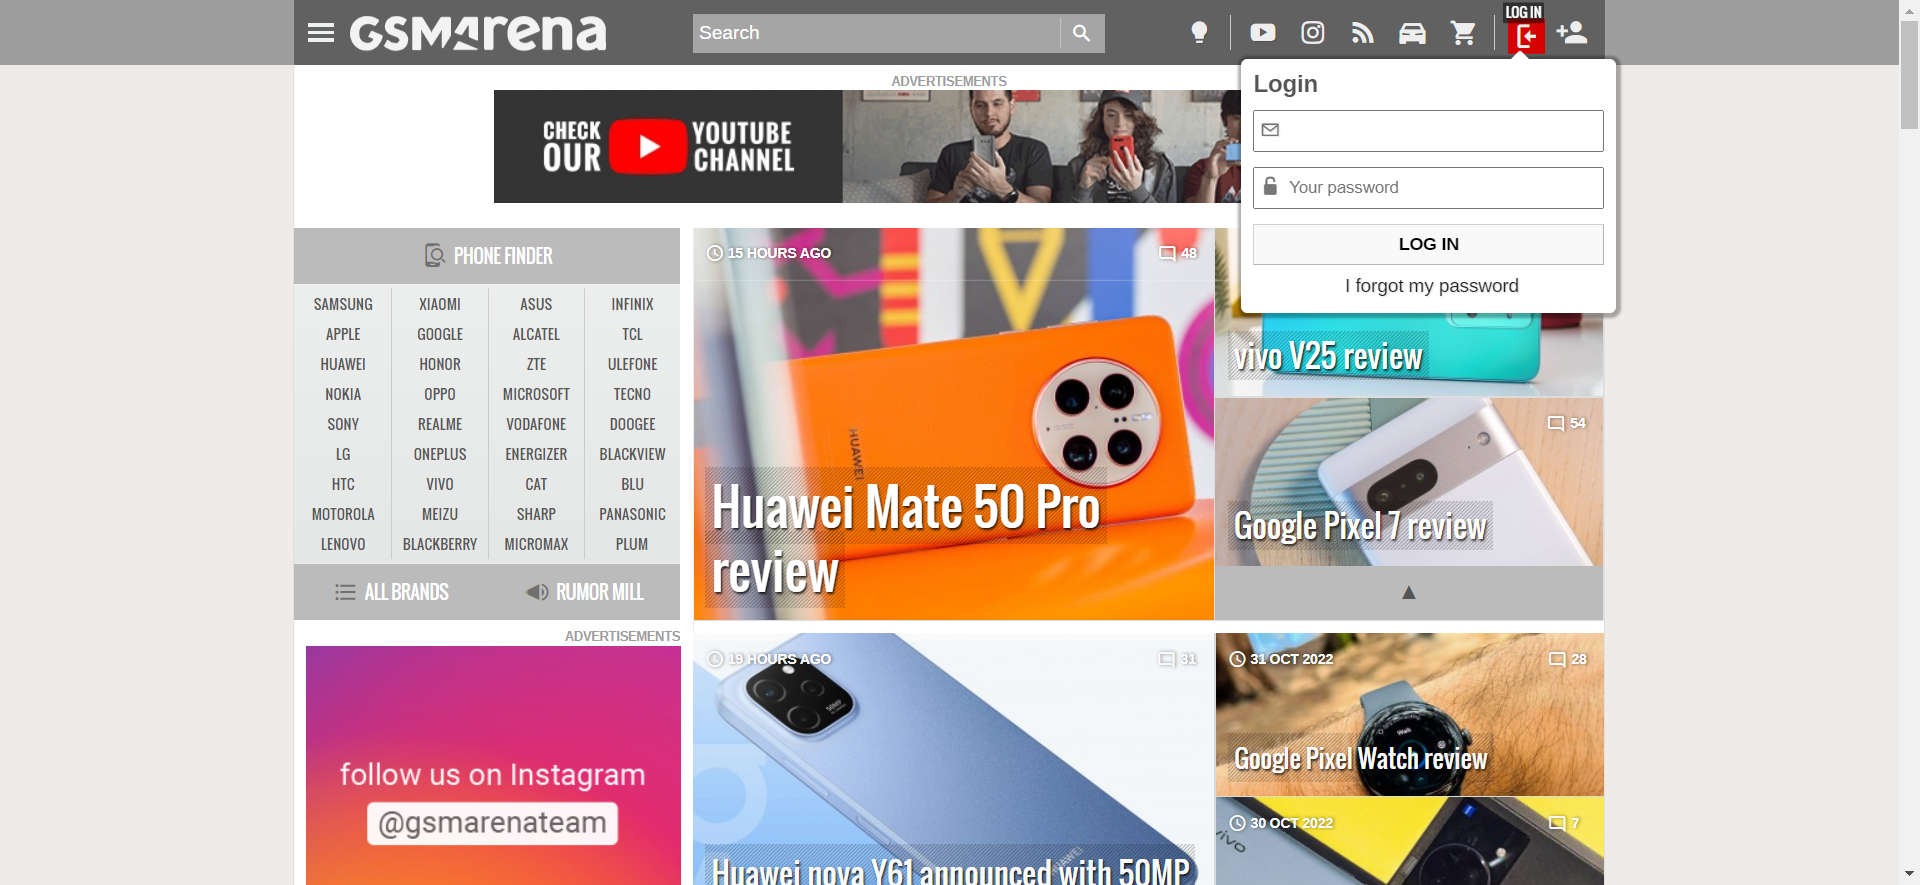 GSMArena
Search
LOG IN
ADVERTISEMENTS
CHECK OUR YouTube CHANNEL
Login
Your password
LOG IN
I forgot my password
PHONE FINDER
SAMSUNG XIAOMI ASUS INFINIX
APPLE GOOGLE ALCATEL TCL
HUAWEI HONOR ZTE ULEFONE
NOKIA OPPO MICROSOFT TECNO
SONY REALME VODAFONE DOOGEE
LG ONEPLUS ENERGIZER BLACKVIEW
HTC VIVO CAT BLU
MOTOROLA MEIZU SHARP PANASONIC
LENOVO BLACKBERRY MICROMAX PLUM
ALL BRANDS RUMOR MILL
ADVERTISEMENTS
follow us on Instagram
@gsmarenateam
15 HOURS AGO 48
HUAWEI
Huawei Mate 50 Pro
review
vivo V25 review
54
Google Pixel 7 review
▲
19 HOURS AGO 31
50MP
HUAWEI
Huawei nova Y61 announced with 50MP
31 OCT 2022 28
Walk
Google Pixel Watch review
30 OCT 2022 7
vivo